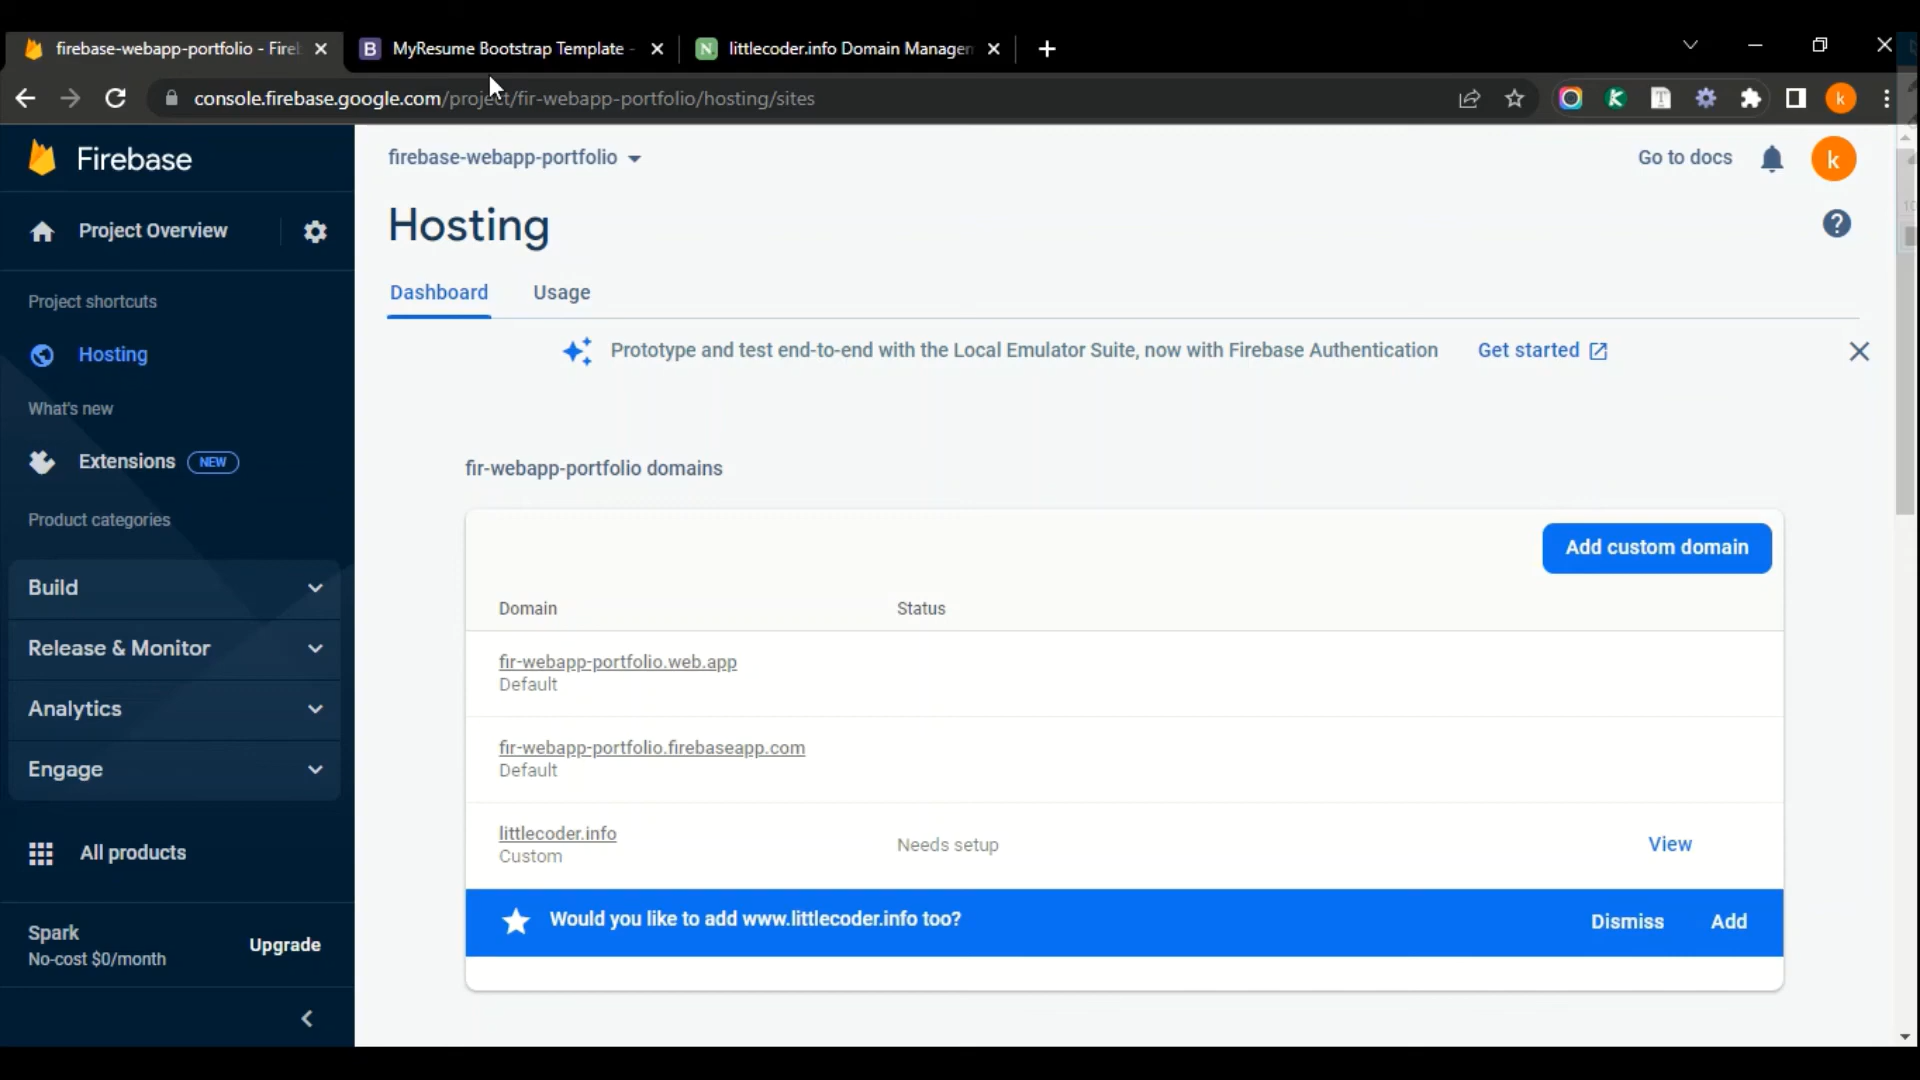 firebase-webapp-portfolio - Fireb
MyResume Bootstrap Template -
N
littlecoder.info Domain Managem
console.firebase.google.com/project/fir-webapp-portfolio/hosting/sites
k
Firebase
firebase-webapp-portfolio
Go to docs
k
Project Overview
Hosting
Dashboard
Usage
Project shortcuts
Prototype and test end-to-end with the Local Emulator Suite, now with Firebase Authentication
Get started
Hosting
What's new
Extensions NEW
fir-webapp-portfolio domains
Product categories
Add custom domain
Build
Domain
Status
Release & Monitor
fir-webapp-portfolio.web.app
Default
Analytics
fir-webapp-portfolio.firebaseapp.com
Default
Engage
littlecoder.info
Custom
Needs setup
View
All products
Would you like to add www.littlecoder.info too?
Dismiss
Add
Spark
No-cost $0/month
Upgrade